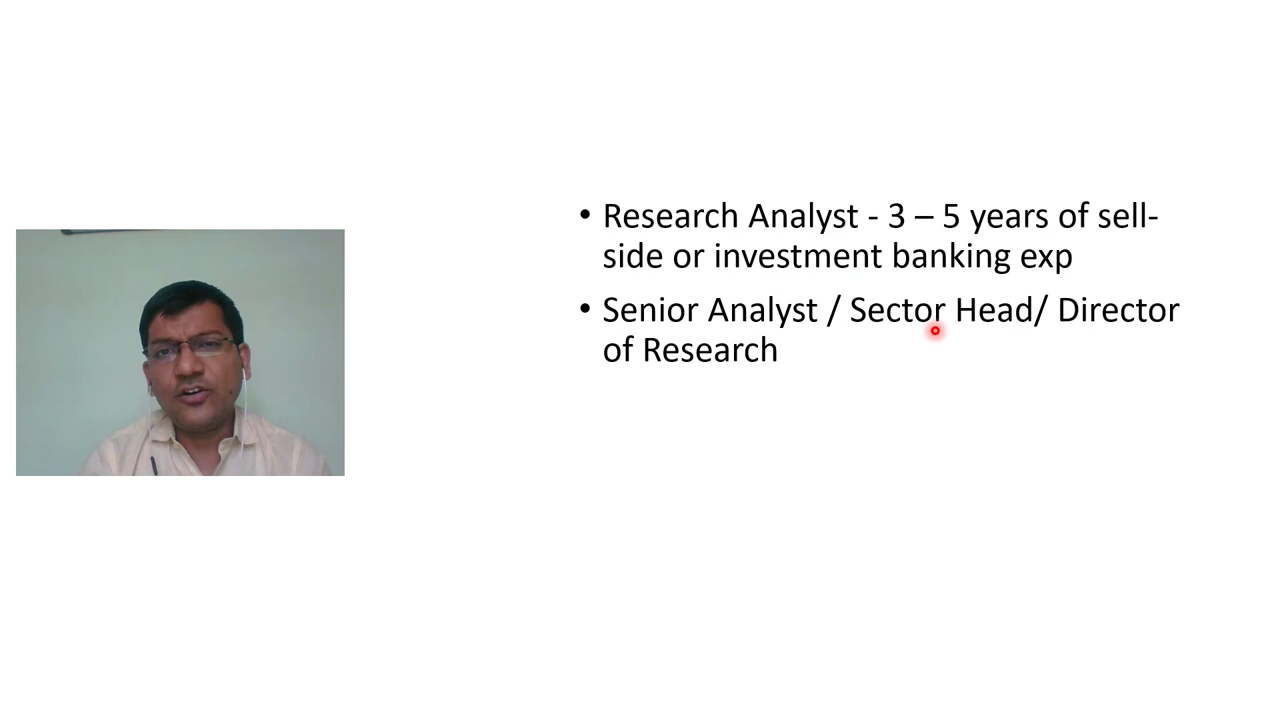 • Research Analyst - 3 – 5 years of sell-
side or investment banking exp
• Senior Analyst / Sector Head/ Director
of Research